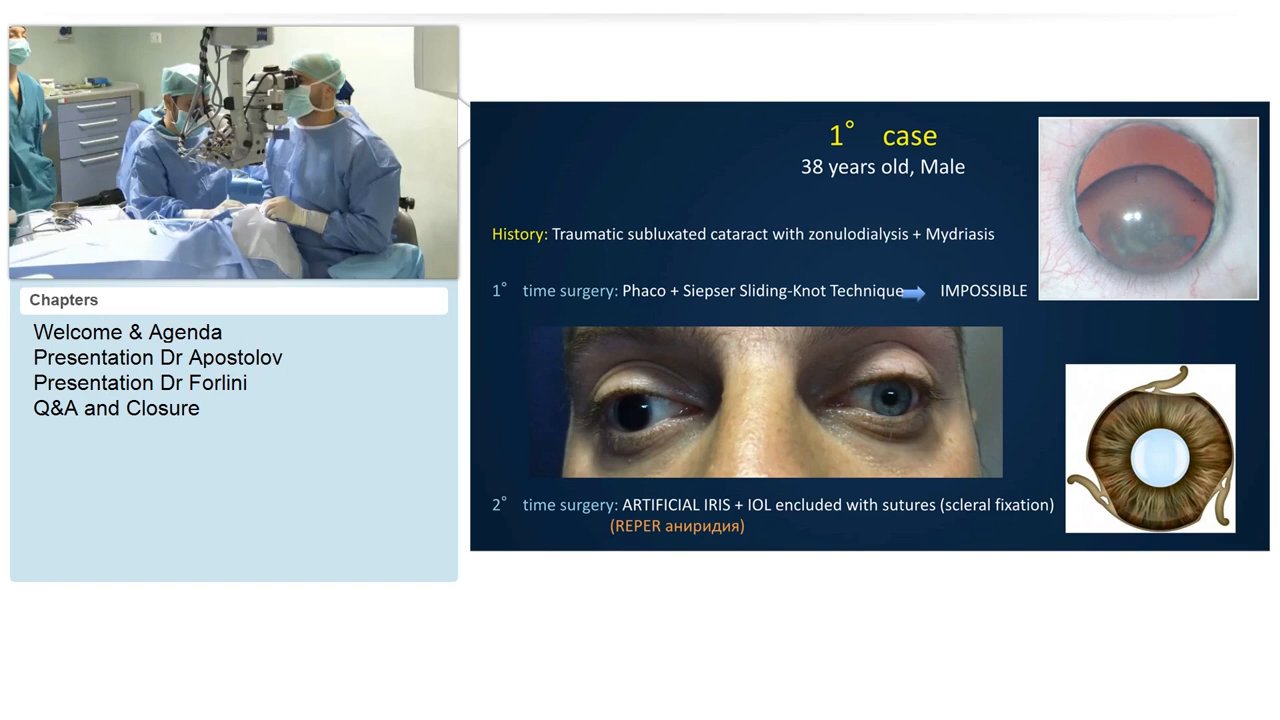 Chapters
Welcome & Agenda
Presentation Dr Apostolov
Presentation Dr Forlini
Q&A and Closure
1° case
38 years old, Male
History: Traumatic subluxated cataract with zonulodialysis + Mydriasis
1° time surgery: Phaco + Siepser Sliding-Knot Technique IMPOSSIBLE
2° time surgery: ARTIFICIAL IRIS + IOL encluded with sutures (scleral fixation)
(REPER аниридия)